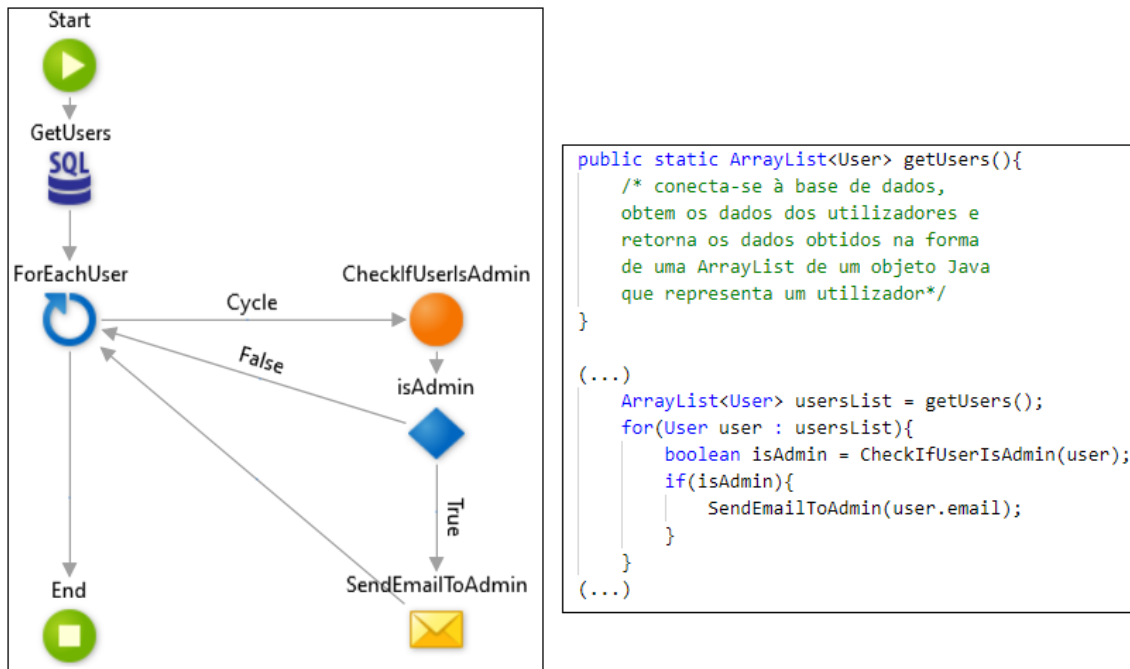 Start
GetUsers
SQL
ForEachUser
CheckIfUserIsAdmin
Cycle
False
isAdmin
True
SendEmailToAdmin
End
public static ArrayList<User> getUsers(){
/* conecta-se à base de dados,
obtem os dados dos utilizadores e
retorna os dados obtidos na forma
de uma ArrayList de um objeto Java
que representa um utilizador*/
}
(...)
ArrayList<User> usersList = getUsers();
for(User user : usersList){
boolean isAdmin = CheckIfUserIsAdmin(user);
if(isAdmin){
SendEmailToAdmin(user.email);
}
}
(...)